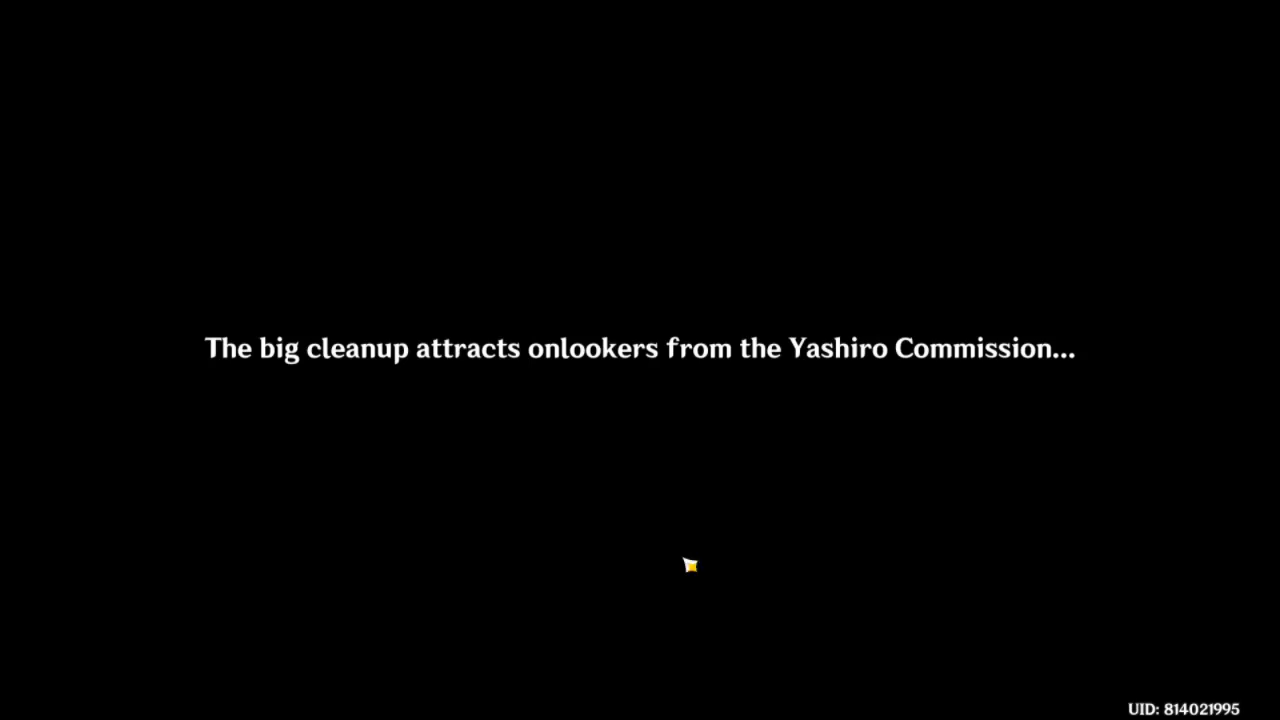 The big cleanup attracts onlookers from the Yashiro Commission...
UID: 814021995